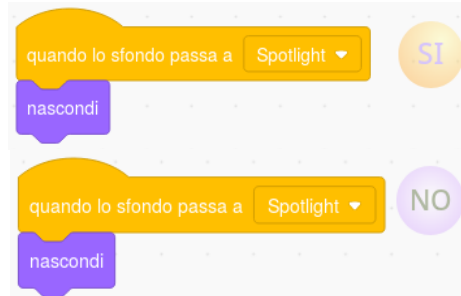 quando lo sfondo passa a Spotlight SI
nascondi
quando lo sfondo passa a Spotlight NO
nascondi